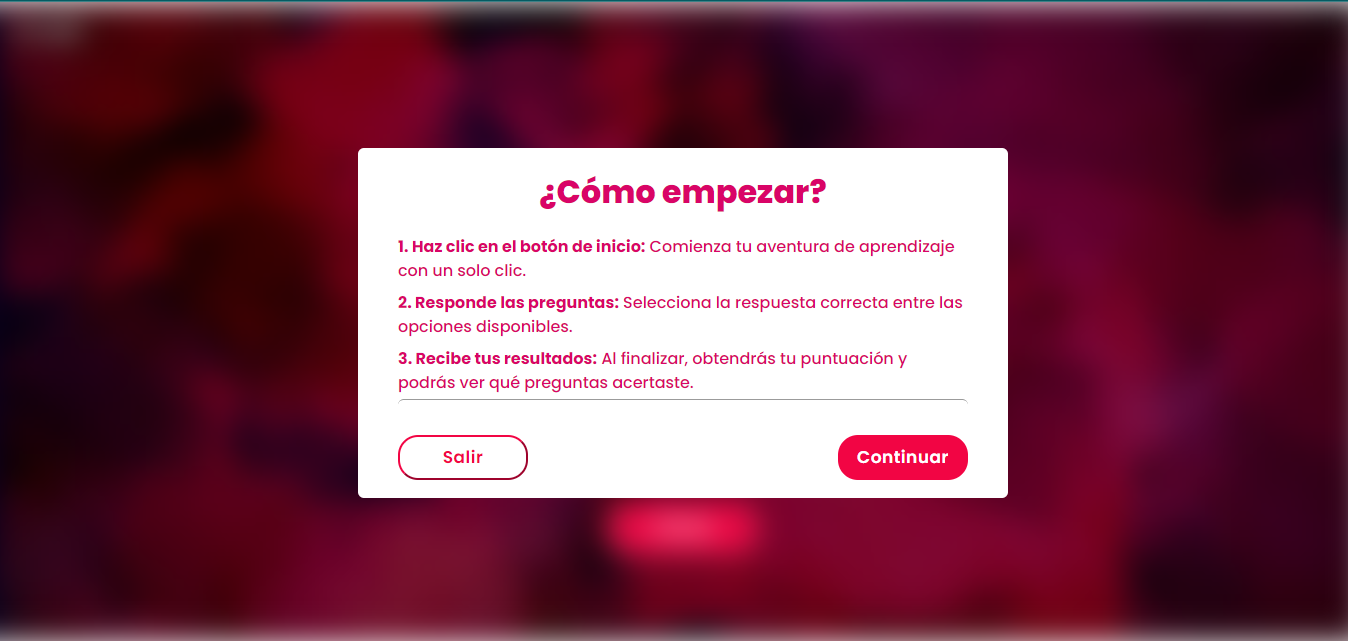 ¿Cómo empezar?
1. Haz clic en el botón de inicio: Comienza tu aventura de aprendizaje
con un solo clic.
2. Responde las preguntas: Selecciona la respuesta correcta entre las
opciones disponibles.
3. Recibe tus resultados: Al finalizar, obtendrás tu puntuación y
podrás ver qué preguntas acertaste.
Salir
Continuar